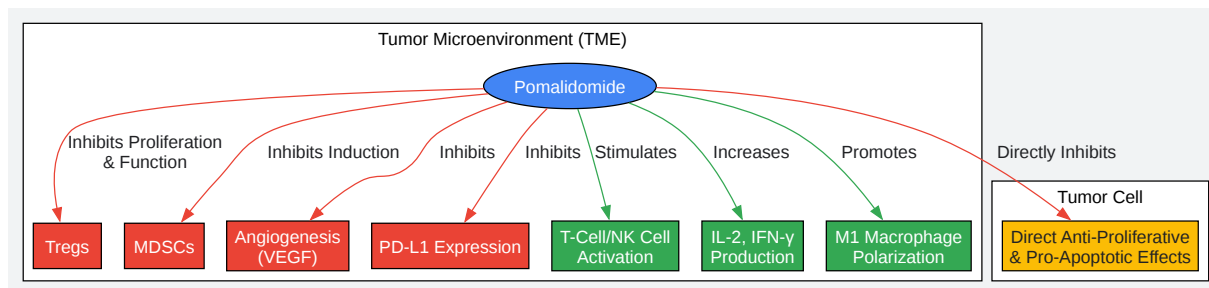 Tumor Microenvironment (TME)
Pomalidomide
Inhibits Proliferation
& Function
Inhibits Induction
Inhibits
Inhibits
Stimulates
Increases
Promotes
Directly Inhibits
Tumor Cell
Tregs
MDSCs
Angiogenesis
(VEGF)
PD-L1 Expression
T-Cell/NK Cell
Activation
IL-2, IFN-γ
Production
M1 Macrophage
Polarization
Direct Anti-Proliferative
& Pro-Apoptotic Effects